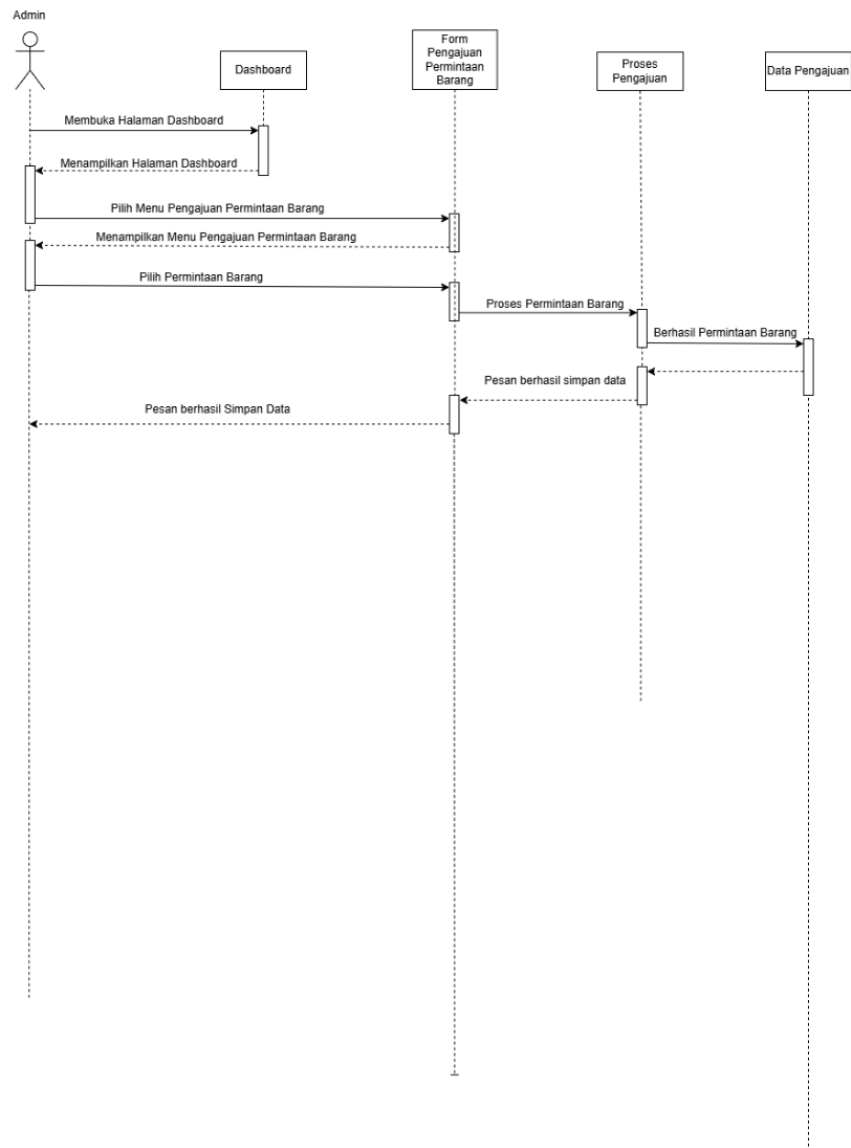 Admin
Dashboard
Form
Pengajuan
Permintaan
Barang
Proses
Pengajuan
Data Pengajuan
Membuka Halaman Dashboard
Menampilkan Halaman Dashboard
Pilih Menu Pengajuan Permintaan Barang
Menampilkan Menu Pengajuan Permintaan Barang
Pilih Permintaan Barang
Proses Permintaan Barang
Berhasil Permintaan Barang
Pesan berhasil simpan data
Pesan berhasil Simpan Data